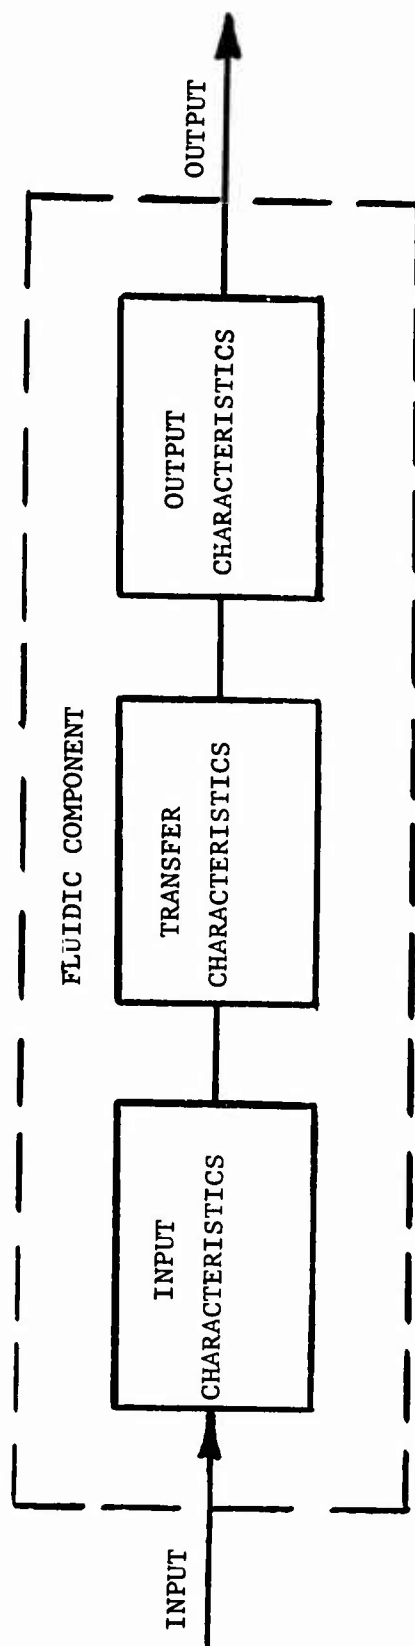 FLUIDIC COMPONENT
INPUT
INPUT
CHARACTERISTICS
TRANSFER
CHARACTERISTICS
OUTPUT
CHARACTERISTICS
OUTPUT